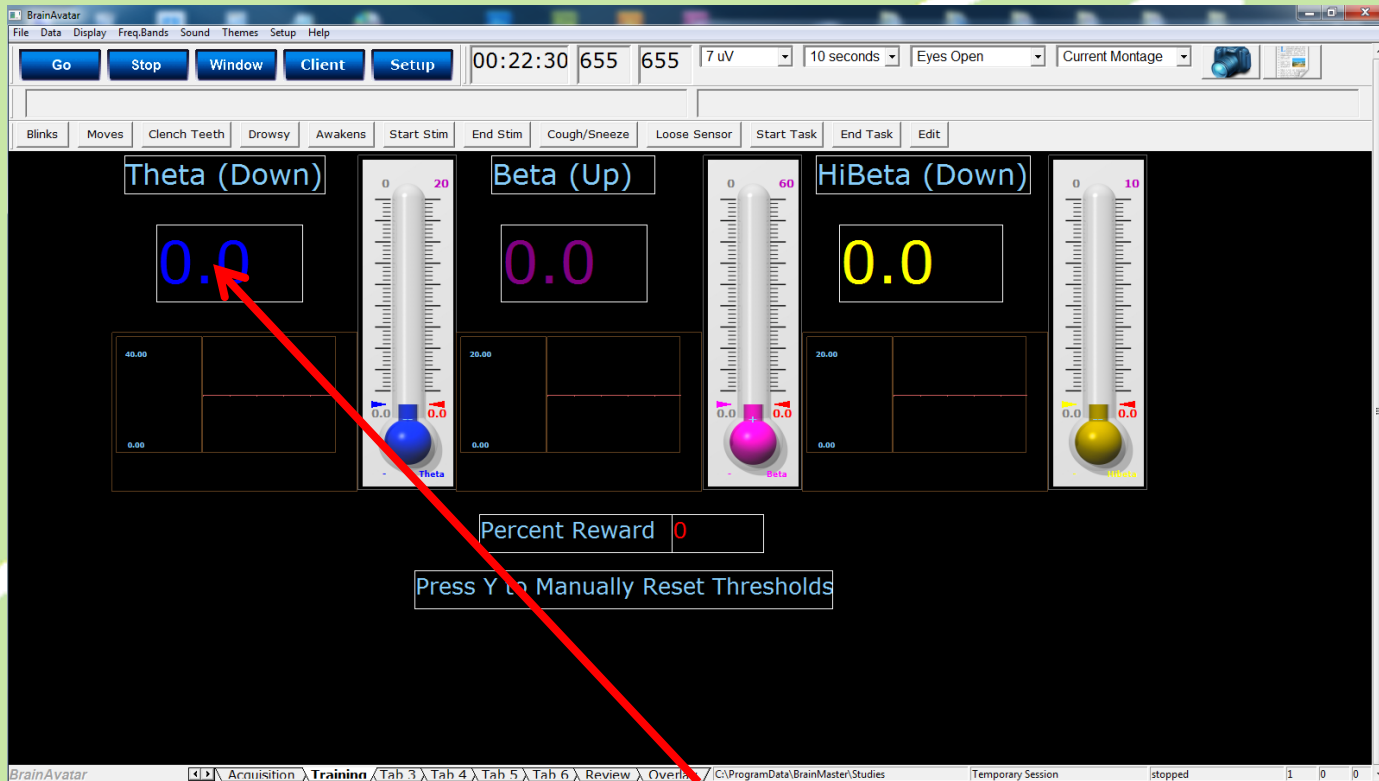 BrainAvatar
File Data Display Freq.Bands Sound Themes Setup Help
Go Stop Window Client Setup 00:22:30 655 655 7 uV 10 seconds Eyes Open Current Montage
Blinks Moves Clench Teeth Drowsy Awakens Start Stim End Stim Cough/Sneeze Loose Sensor Start Task End Task Edit
Theta (Down) 0 20 Beta (Up) 0 60 HiBeta (Down) 0 10
0.0 0.0 0.0
40.00 20.00 20.00
0.0 0.0 0.0 0.0 0.0 0.0
0.00 0.00 0.00
- Theta - Beta
Percent Reward 0
Press Y to Manually Reset Thresholds
BrainAvatar Acquisition Training Tab 3 Tab 4 Tab 5 Tab 6 Review C:\ProgramData\BrainMaster\Studies Temporary Session stopped 1 0 0